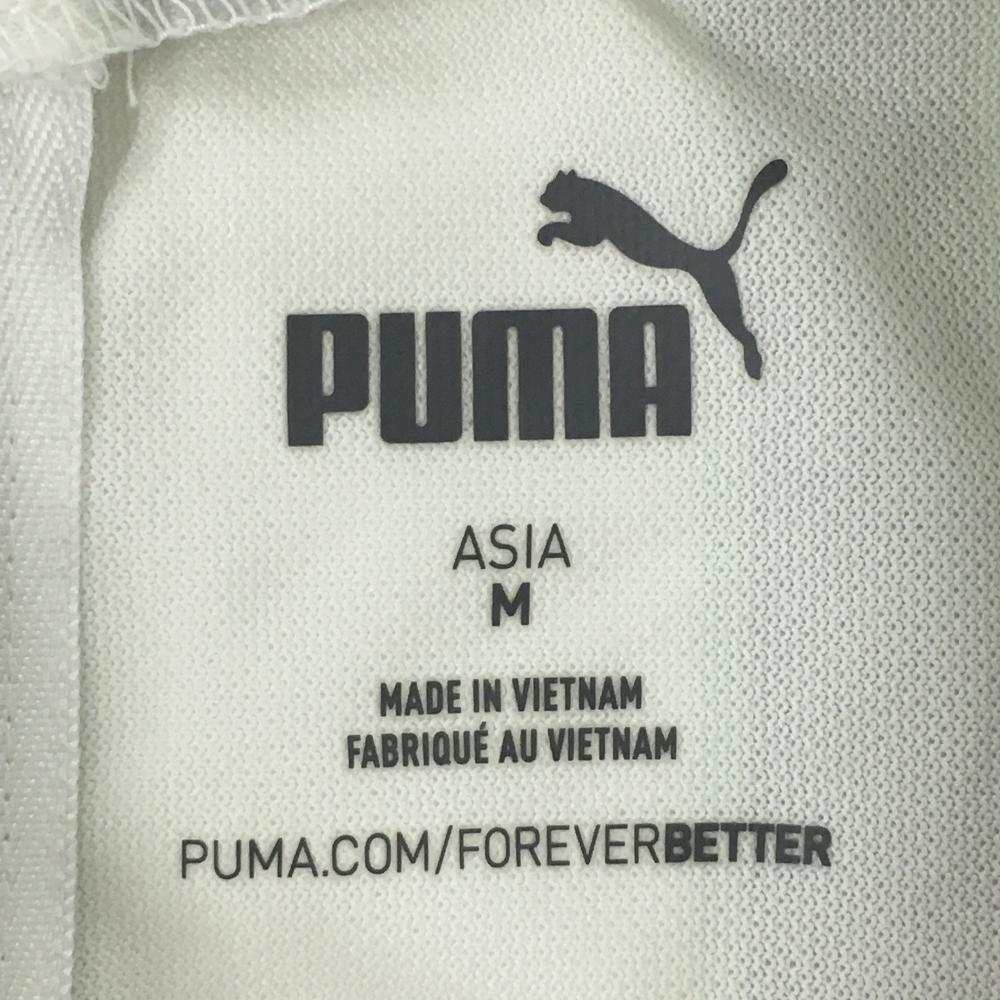 PUMA
ASIA
M
MADE IN VIETNAM
FABRIQUÉ AU VIETNAM
PUMA.COM/FOREVERBETTER